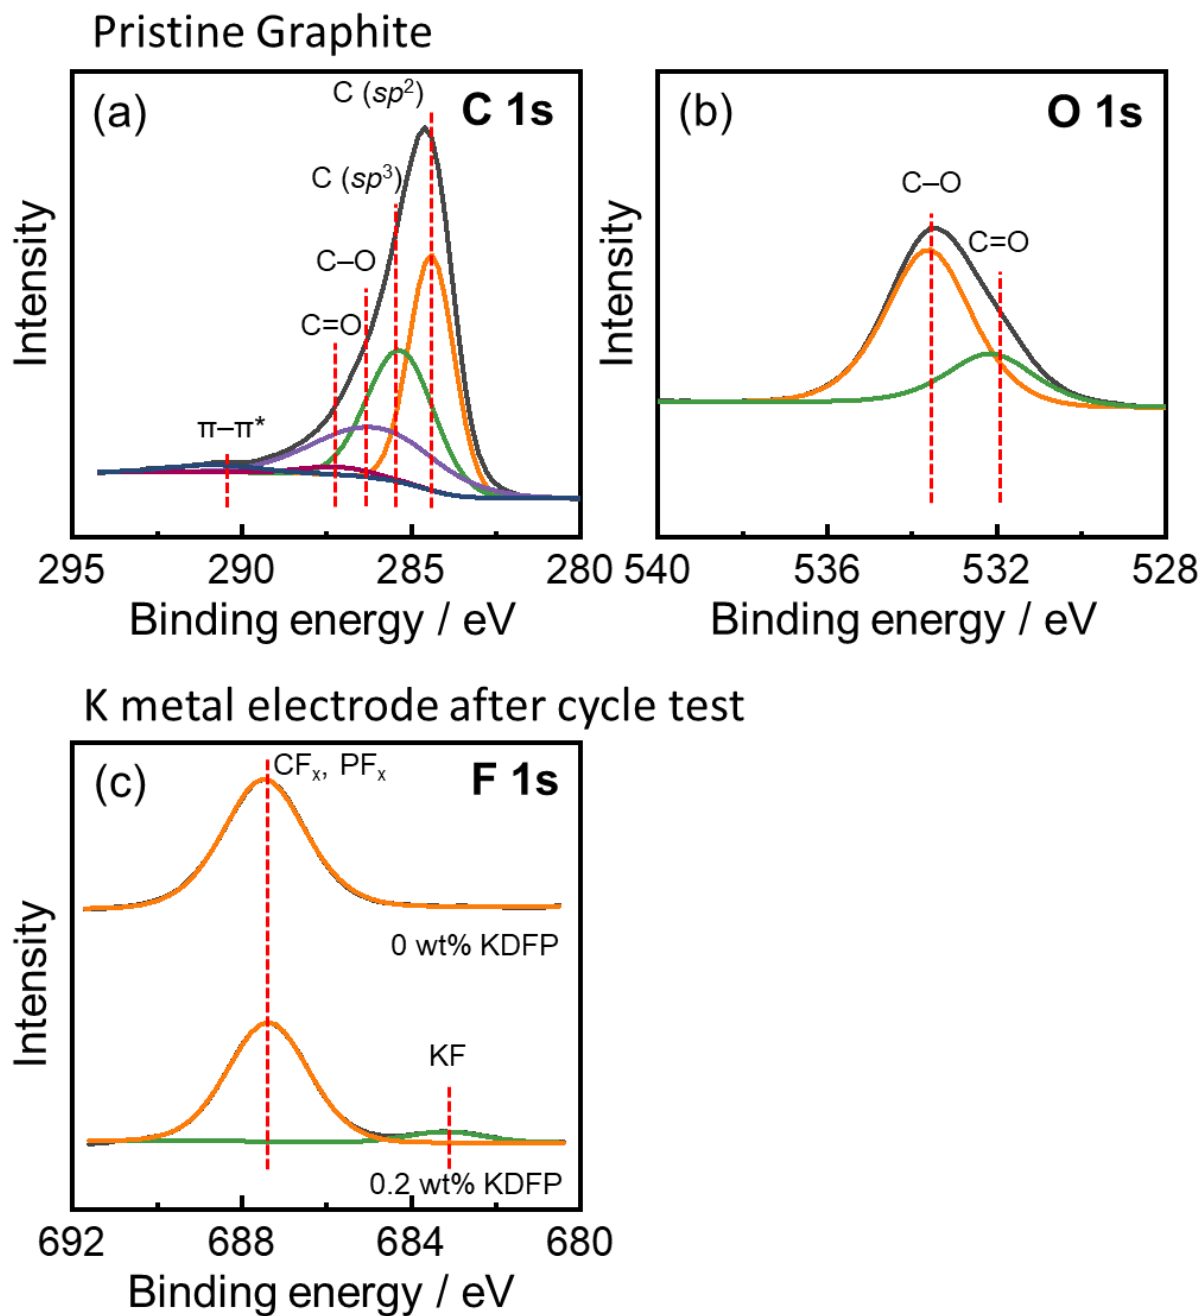 Pristine Graphite
(a)
C 1s
C (sp²)
C (sp³)
C–O
C=O
π–π*
Intensity
295 290 285 280
Binding energy / eV
(b)
O 1s
C–O
C=O
Intensity
540 536 532 528
Binding energy / eV
K metal electrode after cycle test
(c)
CFₓ, PFₓ
F 1s
0 wt% KDFP
KF
0.2 wt% KDFP
Intensity
692 688 684 680
Binding energy / eV